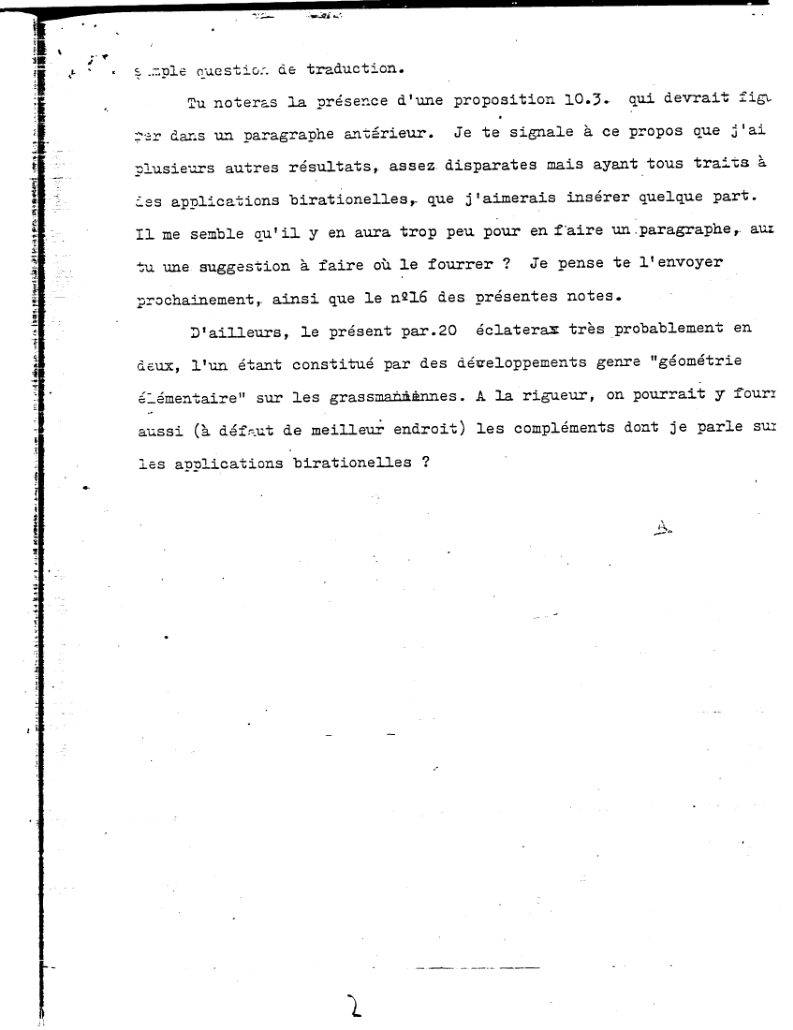 simple question de traduction.
Tu noteras la présence d'une proposition 10.3. qui devrait figu
rer dans un paragraphe antérieur. Je te signale à ce propos que j'ai
plusieurs autres résultats, assez disparates mais ayant tous traits à
des applications birationelles, que j'aimerais insérer quelque part.
Il me semble qu'il y en aura trop peu pour en faire un paragraphe, aur
tu une suggestion à faire où le fourrer ? Je pense te l'envoyer
prochainement, ainsi que le nº16 des présentes notes.
D'ailleurs, le présent par.20 éclaterax très probablement en
deux, l'un étant constitué par des développements genre "géométrie
élémentaire" sur les grassmanniennes. A la rigueur, on pourrait y fourr
aussi (à défaut de meilleur endroit) les compléments dont je parle sur
les applications birationelles ?
A.
2